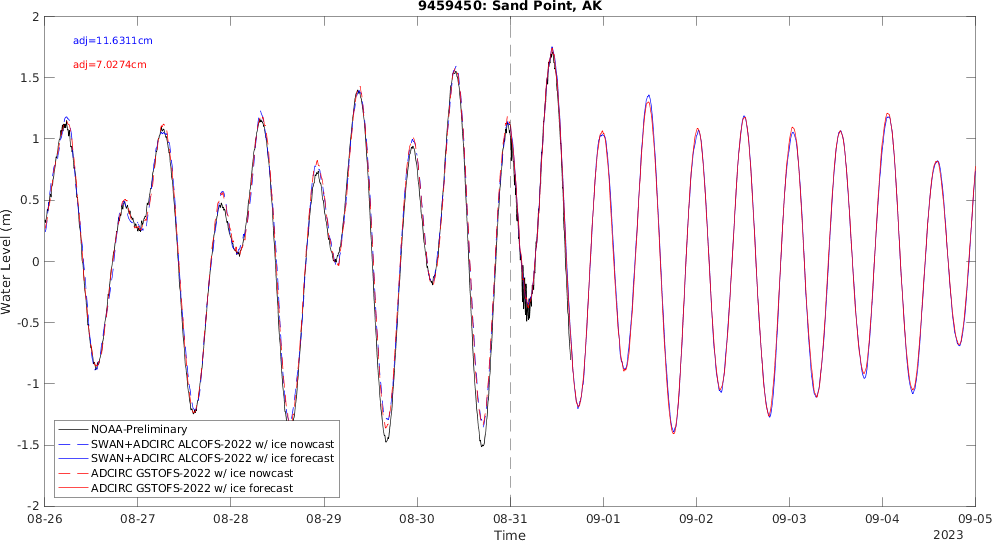 9459450: Sand Point, AK
2
adj=11.6311cm
adj=7.0274cm
1.5
1
0.5
0
-0.5
-1
-1.5
-2
Water Level (m)
NOAA-Preliminary
SWAN+ADCIRC ALCOFS-2022 w/ ice nowcast
SWAN+ADCIRC ALCOFS-2022 w/ ice forecast
ADCIRC GSTOFS-2022 w/ ice nowcast
ADCIRC GSTOFS-2022 w/ ice forecast
08-26 08-27 08-28 08-29 08-30 08-31 09-01 09-02 09-03 09-04 09-05
Time
2023